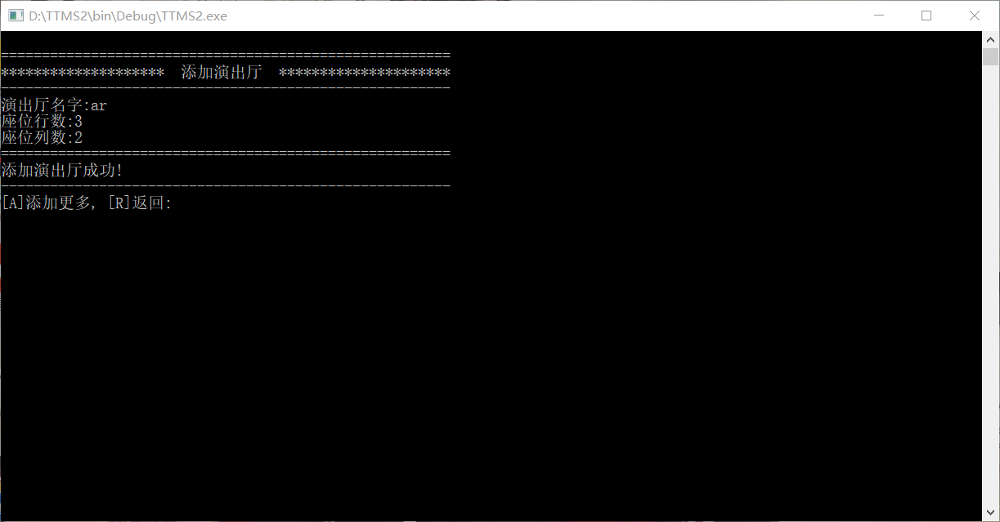 D:\TTMS2\bin\Debug\TTMS2.exe
=======================================================
******************** 添加演出厅 *********************
-------------------------------------------------------
演出厅名字:ar
座位行数:3
座位列数:2
=======================================================
添加演出厅成功!
-------------------------------------------------------
[A]添加更多, [R]返回: